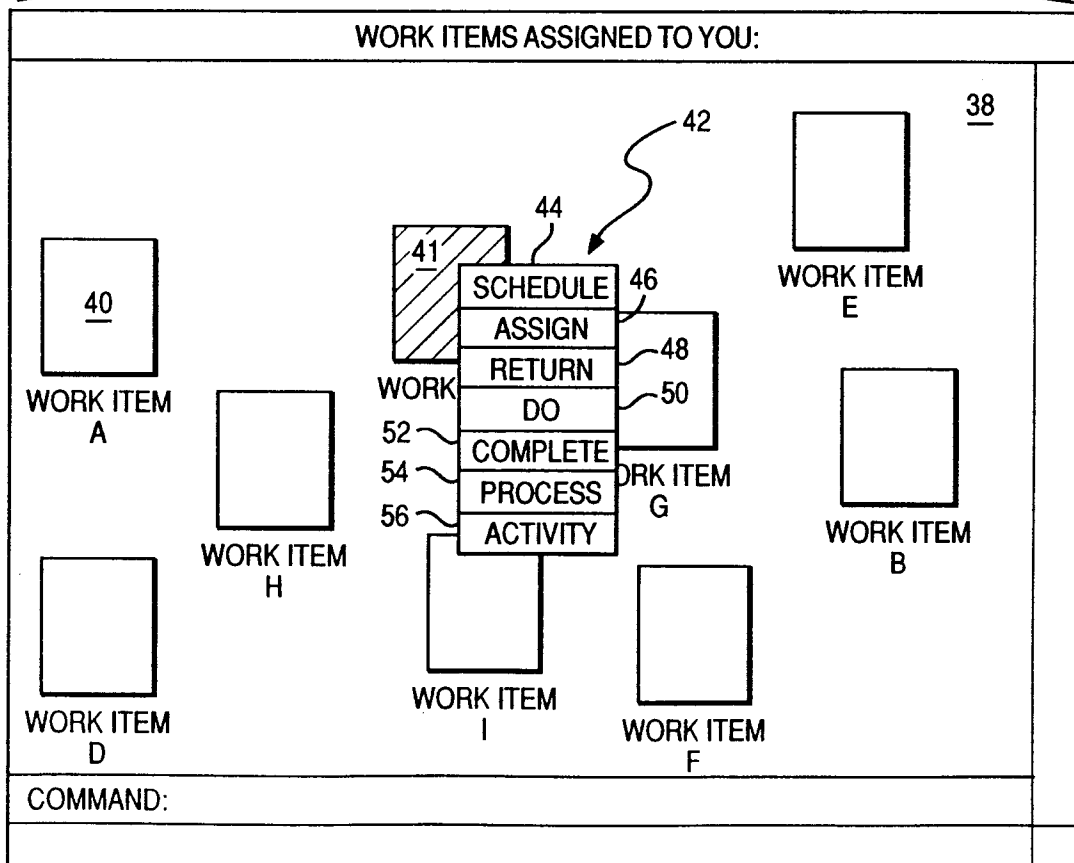 WORK ITEMS ASSIGNED TO YOU:
38
42
44
41
SCHEDULE
46
ASSIGN
48
RETURN
50
DO
52
COMPLETE
54
PROCESS
56
ACTIVITY
40
WORK ITEM
A
WORK
WORK ITEM
E
WORK ITEM
G
WORK ITEM
B
WORK ITEM
H
WORK ITEM
D
WORK ITEM
I
WORK ITEM
F
COMMAND: